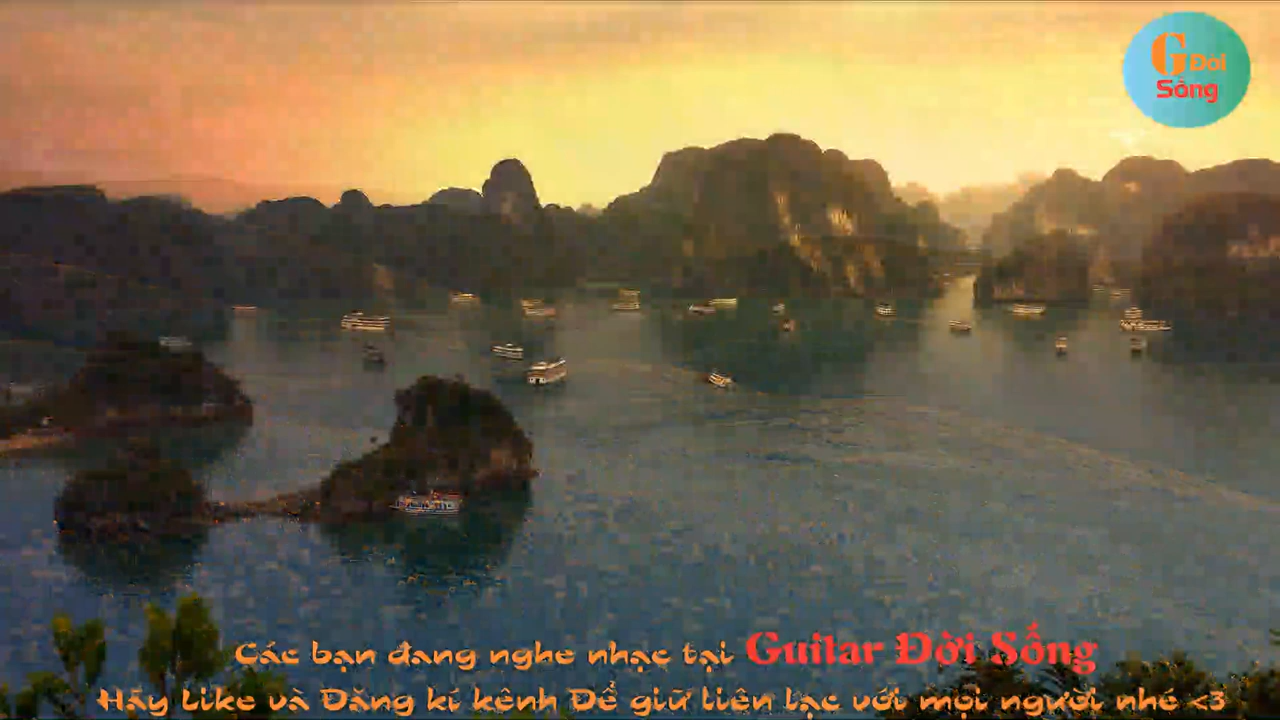 G Đời
Sống
Các bạn đang nghe nhạc tại Guitar Đời Sống
Hãy Like và Đăng kí kênh Để giữ liên lạc với mọi người nhé <3